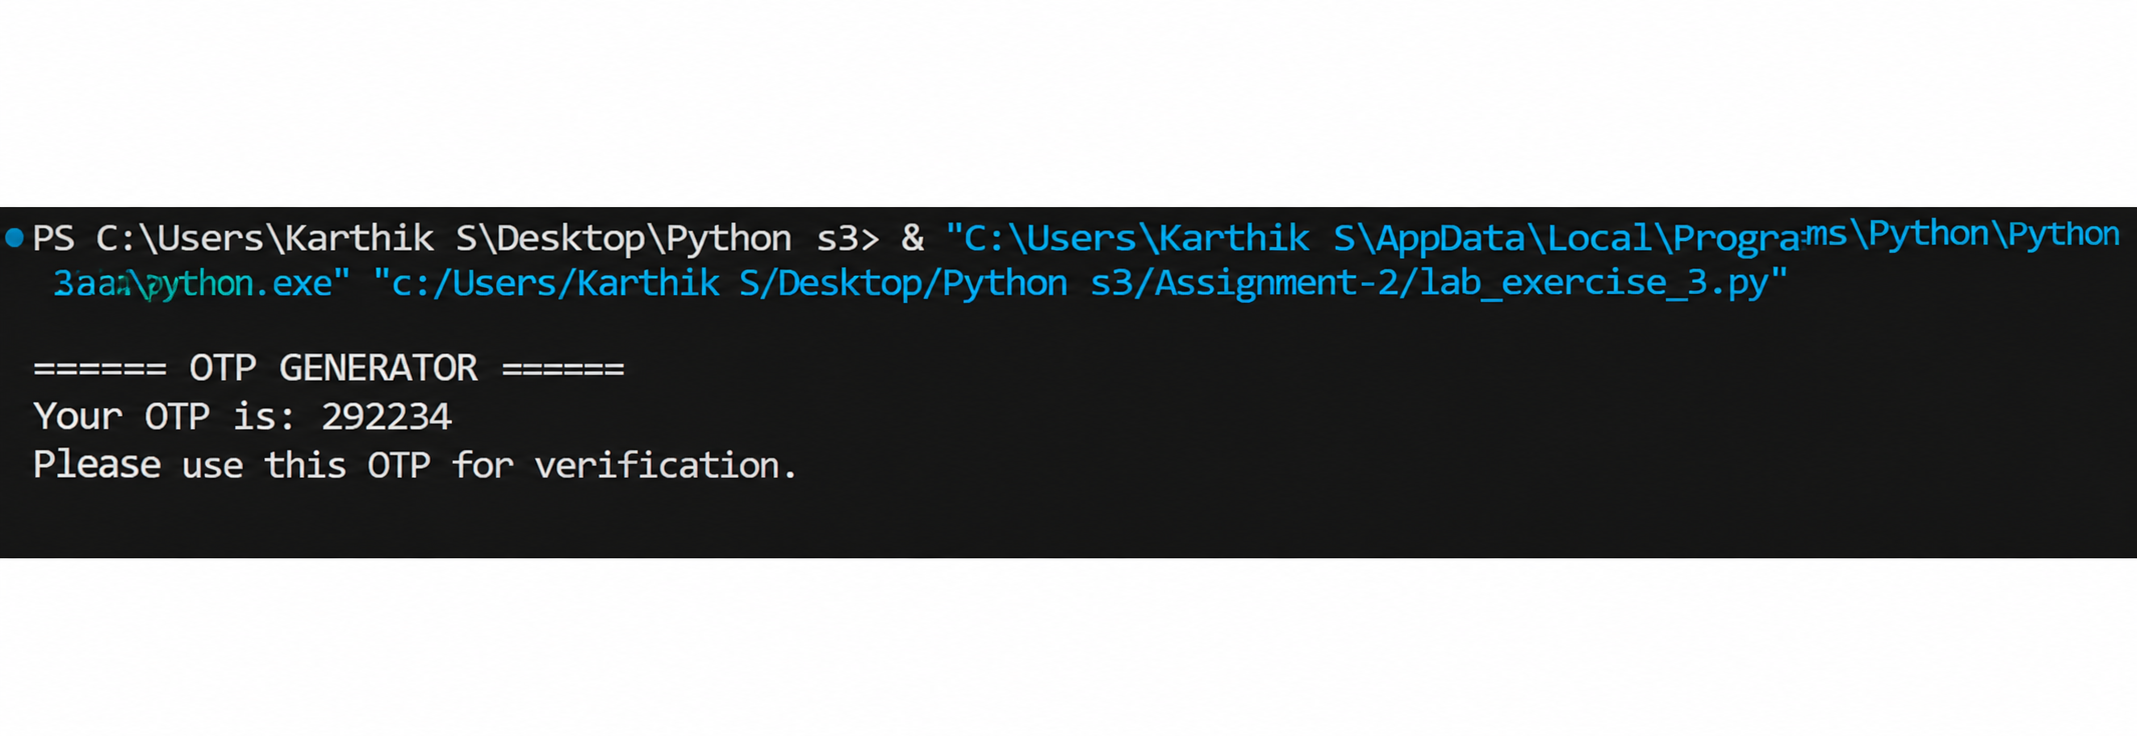 PS C:\Users\Karthik S\Desktop\Python s3> & "C:\Users\Karthik S\AppData\Local\Programs\Python\Python
\python.exe" "c:/Users/Karthik S/Desktop/Python s3/Assignment-2/lab_exercise_3.py"
====== OTP GENERATOR ======
Your OTP is: 292234
Please use this OTP for verification.